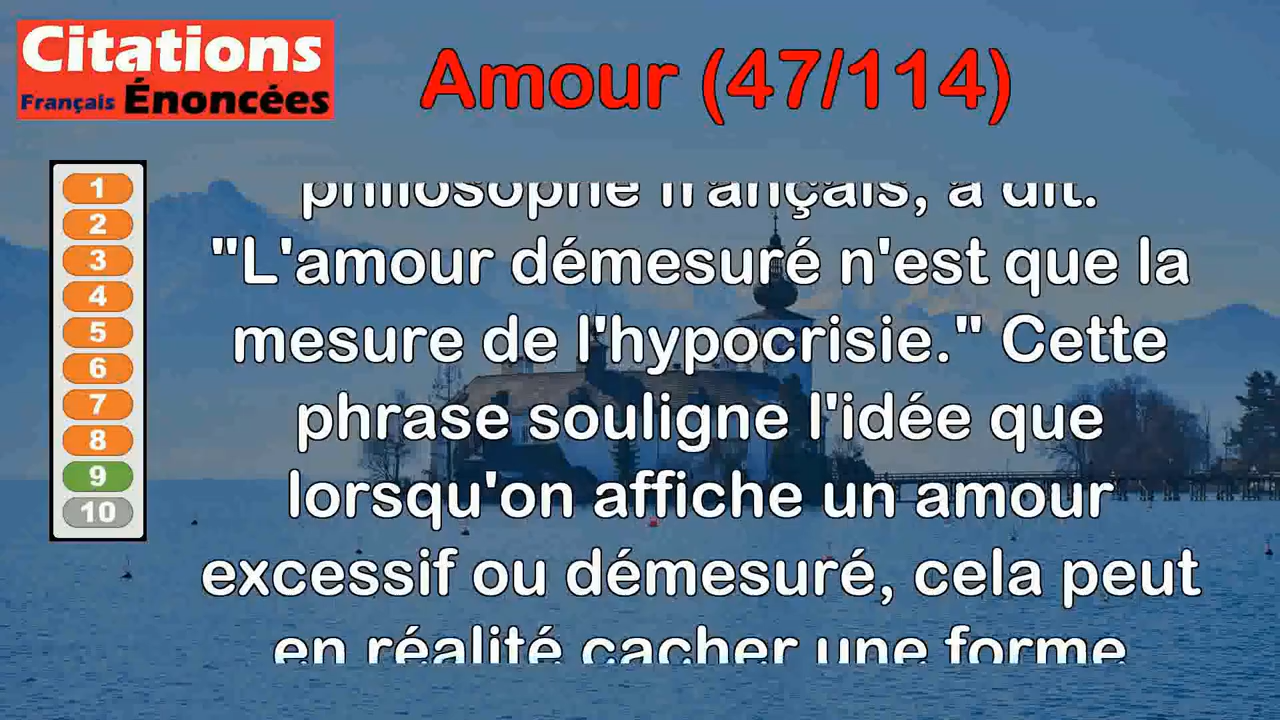 Citations
Français Énoncées
Amour (47/114)
1
2
3
4
5
6
7
8
9
10
philosophe français, a dit.
"L'amour démesuré n'est que la
mesure de l'hypocrisie." Cette
phrase souligne l'idée que
lorsqu'on affiche un amour
excessif ou démesuré, cela peut
en réalité cacher une forme